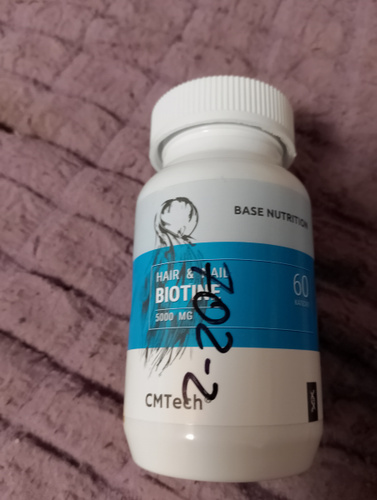 BASE NUTRITION
HAIR & NAIL
BIOTINE
60
5000 MG
2-202
CMTech®